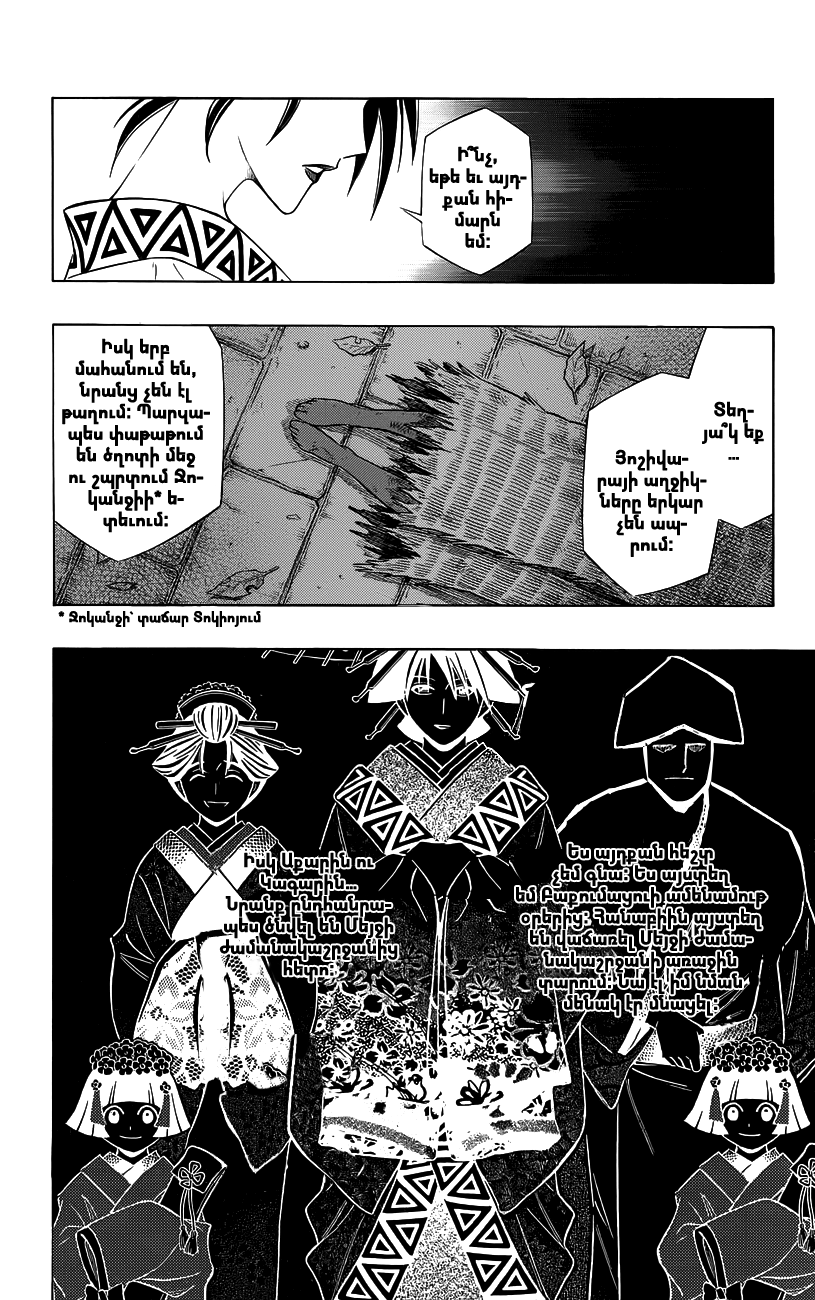 Ի՞նչ,
եթե եւ այդ-
քան հի-
մարն
եմ:
Տեղ-
յա՞կ եք
...
Յոշիվա-
րայի աղջիկ-
ները երկար
չեն ապ-
րում:
Իսկ երբ
մահանում են,
նրանց չեն էլ
թաղում: Պարզա-
պես փաթաթում
են ծղոտի մեջ
ու շպրտում Ջո-
կանջիի* ե-
տեւում:
* Ջոկանջի՝ տաճար Տոկիոյում
Ես այդքան հեշտ
չեմ գնա: Ես այստեղ
եմ Բաքումացուի ամենամութ
օրերից: Հանաբիին այստեղ
են վաճառել Մեյջի ժամա-
նակաշրջանի առաջին
տարում: Նա էլ իմ նման
մենակ էր մնացել:
Իսկ Աքարին ու
Կագարին...
Նրանք ընդհանրա-
պես ծնվել են Մեյջի
ժամանակաշրջանից
հետո: